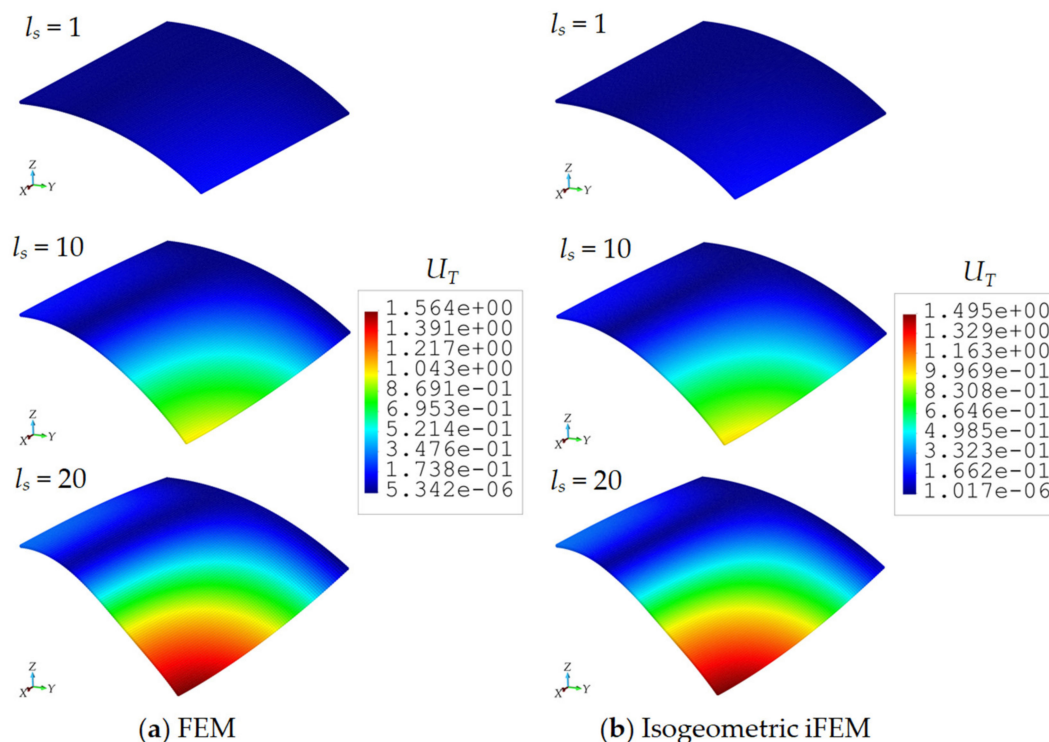 l_s = 1
Z
X Y
l_s = 10
Z
X Y
l_s = 20
Z
X Y
U_T
1.564e+00
1.391e+00
1.217e+00
1.043e+00
8.691e-01
6.953e-01
5.214e-01
3.476e-01
1.738e-01
5.342e-06
(a) FEM
l_s = 1
Z
X Y
l_s = 10
Z
X Y
l_s = 20
Z
X Y
U_T
1.495e+00
1.329e+00
1.163e+00
9.969e-01
8.308e-01
6.646e-01
4.985e-01
3.323e-01
1.662e-01
1.017e-06
(b) Isogeometric iFEM